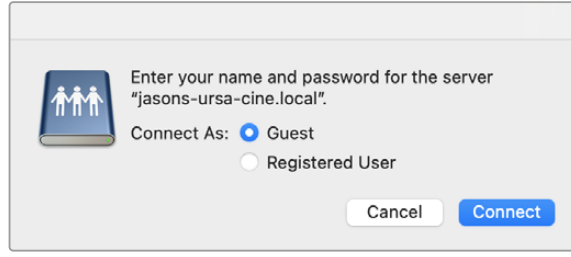 Enter your name and password for the server
“jasons-ursa-cine.local”.
Connect As: Guest
Registered User
Cancel Connect